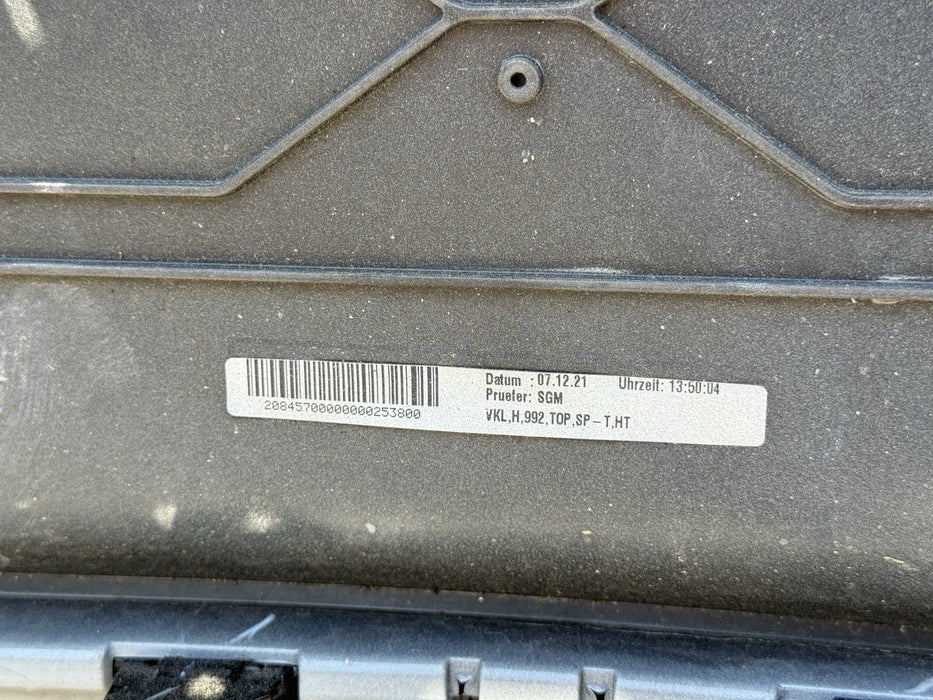 20845700000000253800
Datum : 07.12.21 Uhrzeit: 13:50:04
Pruefer: SGM
VKL,H,992,TOP,SP-T,HT